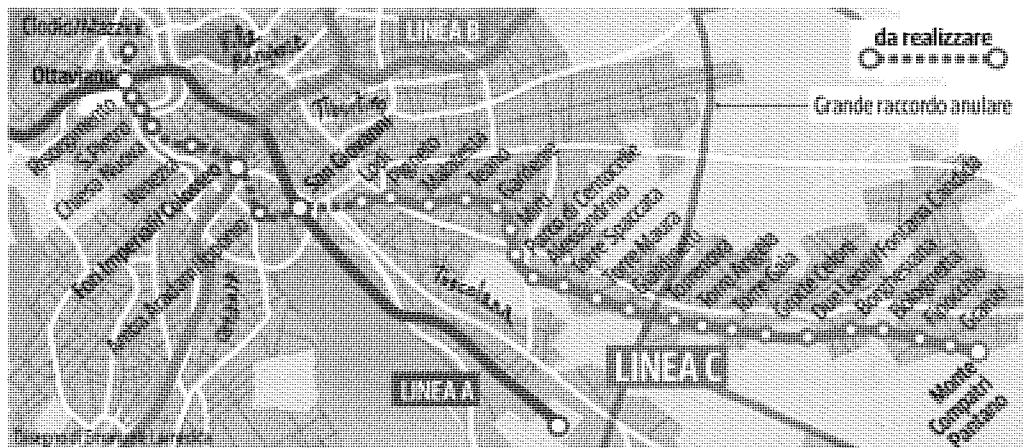 Clodio/Mazzini
Ottaviano
Risorgimento
S. Pietro
Chiesa Nuova
Venezia
Fori Imperiali/Colosseo
LINEA B
San Giovanni
Lodi
Pigneto
Malatesta
Teano
Gardenie
Mirti
Parco di Centocelle
Alessandrino
Torre Spaccata
Torre Maura
Giardinetti
Torrenova
Torre Angela
Torre Gaia
Grotte Celoni
Due Leoni/Fontana Candida
Borghesiana
Bolognetta
Finocchio
Graniti
Monte
Compatri
Pantano
da realizzare
Grande raccordo anulare
Tuscolana
LINEA A
LINEA C